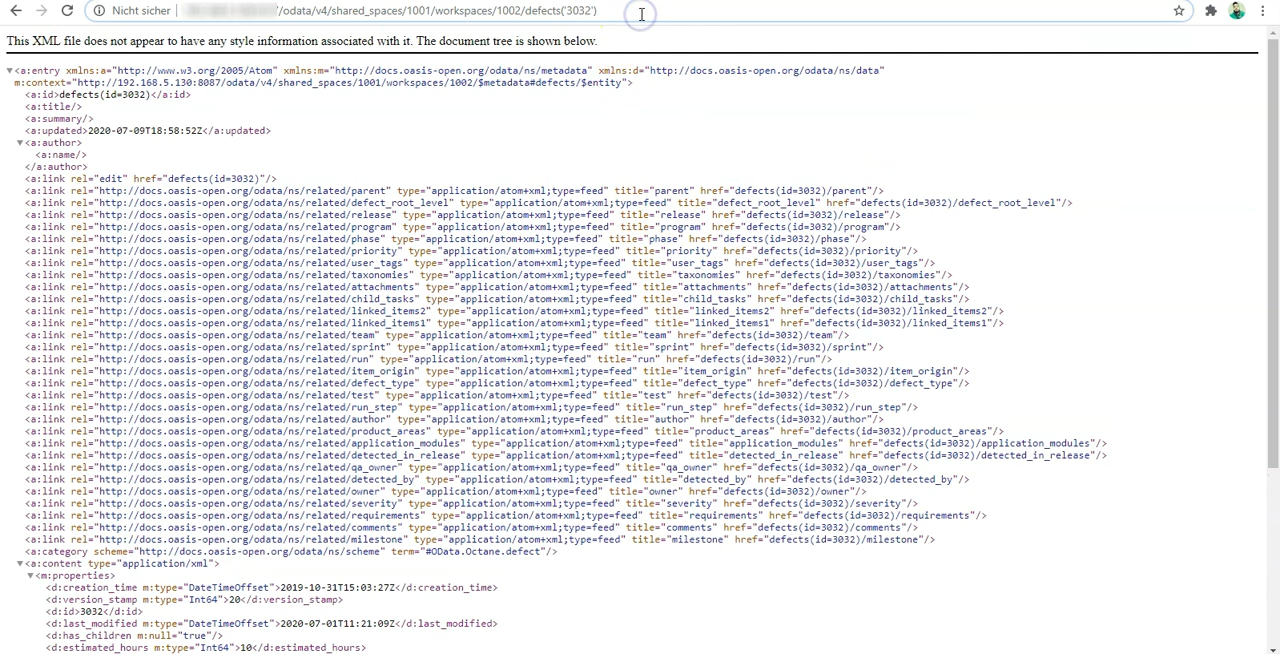 Nicht sicher | /odata/v4/shared_spaces/1001/workspaces/1002/defects('3032')
This XML file does not appear to have any style information associated with it. The document tree is shown below.
▼<a:entry xmlns:a="http://www.w3.org/2005/Atom" xmlns:m="http://docs.oasis-open.org/odata/ns/metadata" xmlns:d="http://docs.oasis-open.org/odata/ns/data"
m:context="http://192.168.5.130:8087/odata/v4/shared_spaces/1001/workspaces/1002/$metadata#defects/$entity">
<a:id>defects(id=3032)</a:id>
<a:title/>
<a:summary/>
<a:updated>2020-07-09T18:58:52Z</a:updated>
▼<a:author>
<a:name/>
</a:author>
<a:link rel="edit" href="defects(id=3032)"/>
<a:link rel="http://docs.oasis-open.org/odata/ns/related/parent" type="application/atom+xml;type=feed" title="parent" href="defects(id=3032)/parent"/>
<a:link rel="http://docs.oasis-open.org/odata/ns/related/defect_root_level" type="application/atom+xml;type=feed" title="defect_root_level" href="defects(id=3032)/defect_root_level"/>
<a:link rel="http://docs.oasis-open.org/odata/ns/related/release" type="application/atom+xml;type=feed" title="release" href="defects(id=3032)/release"/>
<a:link rel="http://docs.oasis-open.org/odata/ns/related/program" type="application/atom+xml;type=feed" title="program" href="defects(id=3032)/program"/>
<a:link rel="http://docs.oasis-open.org/odata/ns/related/phase" type="application/atom+xml;type=feed" title="phase" href="defects(id=3032)/phase"/>
<a:link rel="http://docs.oasis-open.org/odata/ns/related/priority" type="application/atom+xml;type=feed" title="priority" href="defects(id=3032)/priority"/>
<a:link rel="http://docs.oasis-open.org/odata/ns/related/user_tags" type="application/atom+xml;type=feed" title="user_tags" href="defects(id=3032)/user_tags"/>
<a:link rel="http://docs.oasis-open.org/odata/ns/related/taxonomies" type="application/atom+xml;type=feed" title="taxonomies" href="defects(id=3032)/taxonomies"/>
<a:link rel="http://docs.oasis-open.org/odata/ns/related/attachments" type="application/atom+xml;type=feed" title="attachments" href="defects(id=3032)/attachments"/>
<a:link rel="http://docs.oasis-open.org/odata/ns/related/child_tasks" type="application/atom+xml;type=feed" title="child_tasks" href="defects(id=3032)/child_tasks"/>
<a:link rel="http://docs.oasis-open.org/odata/ns/related/linked_items2" type="application/atom+xml;type=feed" title="linked_items2" href="defects(id=3032)/linked_items2"/>
<a:link rel="http://docs.oasis-open.org/odata/ns/related/linked_items1" type="application/atom+xml;type=feed" title="linked_items1" href="defects(id=3032)/linked_items1"/>
<a:link rel="http://docs.oasis-open.org/odata/ns/related/team" type="application/atom+xml;type=feed" title="team" href="defects(id=3032)/team"/>
<a:link rel="http://docs.oasis-open.org/odata/ns/related/sprint" type="application/atom+xml;type=feed" title="sprint" href="defects(id=3032)/sprint"/>
<a:link rel="http://docs.oasis-open.org/odata/ns/related/run" type="application/atom+xml;type=feed" title="run" href="defects(id=3032)/run"/>
<a:link rel="http://docs.oasis-open.org/odata/ns/related/item_origin" type="application/atom+xml;type=feed" title="item_origin" href="defects(id=3032)/item_origin"/>
<a:link rel="http://docs.oasis-open.org/odata/ns/related/defect_type" type="application/atom+xml;type=feed" title="defect_type" href="defects(id=3032)/defect_type"/>
<a:link rel="http://docs.oasis-open.org/odata/ns/related/test" type="application/atom+xml;type=feed" title="test" href="defects(id=3032)/test"/>
<a:link rel="http://docs.oasis-open.org/odata/ns/related/run_step" type="application/atom+xml;type=feed" title="run_step" href="defects(id=3032)/run_step"/>
<a:link rel="http://docs.oasis-open.org/odata/ns/related/author" type="application/atom+xml;type=feed" title="author" href="defects(id=3032)/author"/>
<a:link rel="http://docs.oasis-open.org/odata/ns/related/product_areas" type="application/atom+xml;type=feed" title="product_areas" href="defects(id=3032)/product_areas"/>
<a:link rel="http://docs.oasis-open.org/odata/ns/related/application_modules" type="application/atom+xml;type=feed" title="application_modules" href="defects(id=3032)/application_modules"/>
<a:link rel="http://docs.oasis-open.org/odata/ns/related/detected_in_release" type="application/atom+xml;type=feed" title="detected_in_release" href="defects(id=3032)/detected_in_release"/>
<a:link rel="http://docs.oasis-open.org/odata/ns/related/qa_owner" type="application/atom+xml;type=feed" title="qa_owner" href="defects(id=3032)/qa_owner"/>
<a:link rel="http://docs.oasis-open.org/odata/ns/related/detected_by" type="application/atom+xml;type=feed" title="detected_by" href="defects(id=3032)/detected_by"/>
<a:link rel="http://docs.oasis-open.org/odata/ns/related/owner" type="application/atom+xml;type=feed" title="owner" href="defects(id=3032)/owner"/>
<a:link rel="http://docs.oasis-open.org/odata/ns/related/severity" type="application/atom+xml;type=feed" title="severity" href="defects(id=3032)/severity"/>
<a:link rel="http://docs.oasis-open.org/odata/ns/related/requirements" type="application/atom+xml;type=feed" title="requirements" href="defects(id=3032)/requirements"/>
<a:link rel="http://docs.oasis-open.org/odata/ns/related/comments" type="application/atom+xml;type=feed" title="comments" href="defects(id=3032)/comments"/>
<a:link rel="http://docs.oasis-open.org/odata/ns/related/milestone" type="application/atom+xml;type=feed" title="milestone" href="defects(id=3032)/milestone"/>
<a:category scheme="http://docs.oasis-open.org/odata/ns/scheme" term="#OData.Octane.defect"/>
▼<a:content type="application/xml">
▼<m:properties>
<d:creation_time m:type="DateTimeOffset">2019-10-31T15:03:27Z</d:creation_time>
<d:version_stamp m:type="Int64">20</d:version_stamp>
<d:id>3032</d:id>
<d:last_modified m:type="DateTimeOffset">2020-07-01T11:21:09Z</d:last_modified>
<d:has_children m:null="true"/>
<d:estimated_hours m:type="Int64">10</d:estimated_hours>